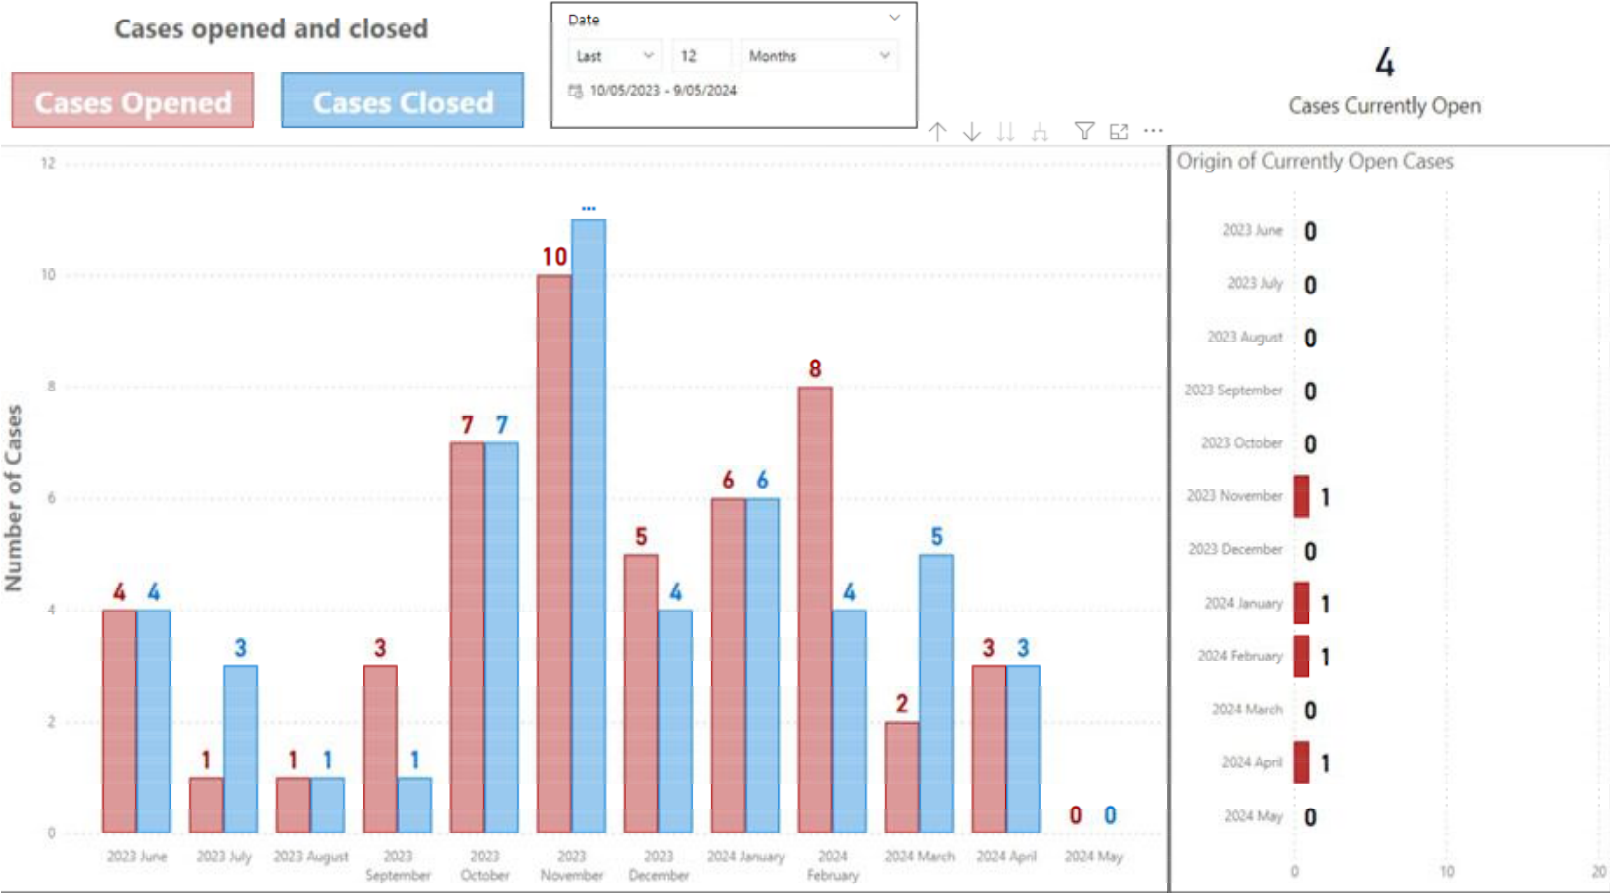 Cases opened and closed
Cases Opened
Cases Closed
Date
Last
12
Months
10/05/2023 - 9/05/2024
4
Cases Currently Open
Number of Cases
12
10
8
6
4
2
0
4 4
1 3
1 1
3 1
7 7
10 ...
5 4
6 6
8 4
2 5
3 3
0 0
2023 June
2023 July
2023 August
2023
September
2023
October
2023
November
2023
December
2024 January
2024
February
2024 March
2024 April
2024 May
Origin of Currently Open Cases
2023 June 0
2023 July 0
2023 August 0
2023 September 0
2023 October 0
2023 November 1
2023 December 0
2024 January 1
2024 February 1
2024 March 0
2024 April 1
2024 May 0
0 10 20